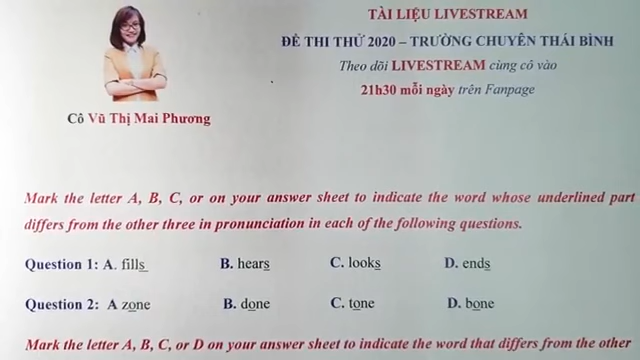 TÀI LIỆU LIVESTREAM
ĐỀ THI THỬ 2020 – TRƯỜNG CHUYÊN THÁI BÌNH
Theo dõi LIVESTREAM cùng cô vào
21h30 mỗi ngày trên Fanpage
Cô Vũ Thị Mai Phương
Mark the letter A, B, C, or on your answer sheet to indicate the word whose underlined part
differs from the other three in pronunciation in each of the following questions.
Question 1: A. fills B. hears C. looks D. ends
Question 2: A zone B. done C. tone D. bone
Mark the letter A, B, C, or D on your answer sheet to indicate the word that differs from the other